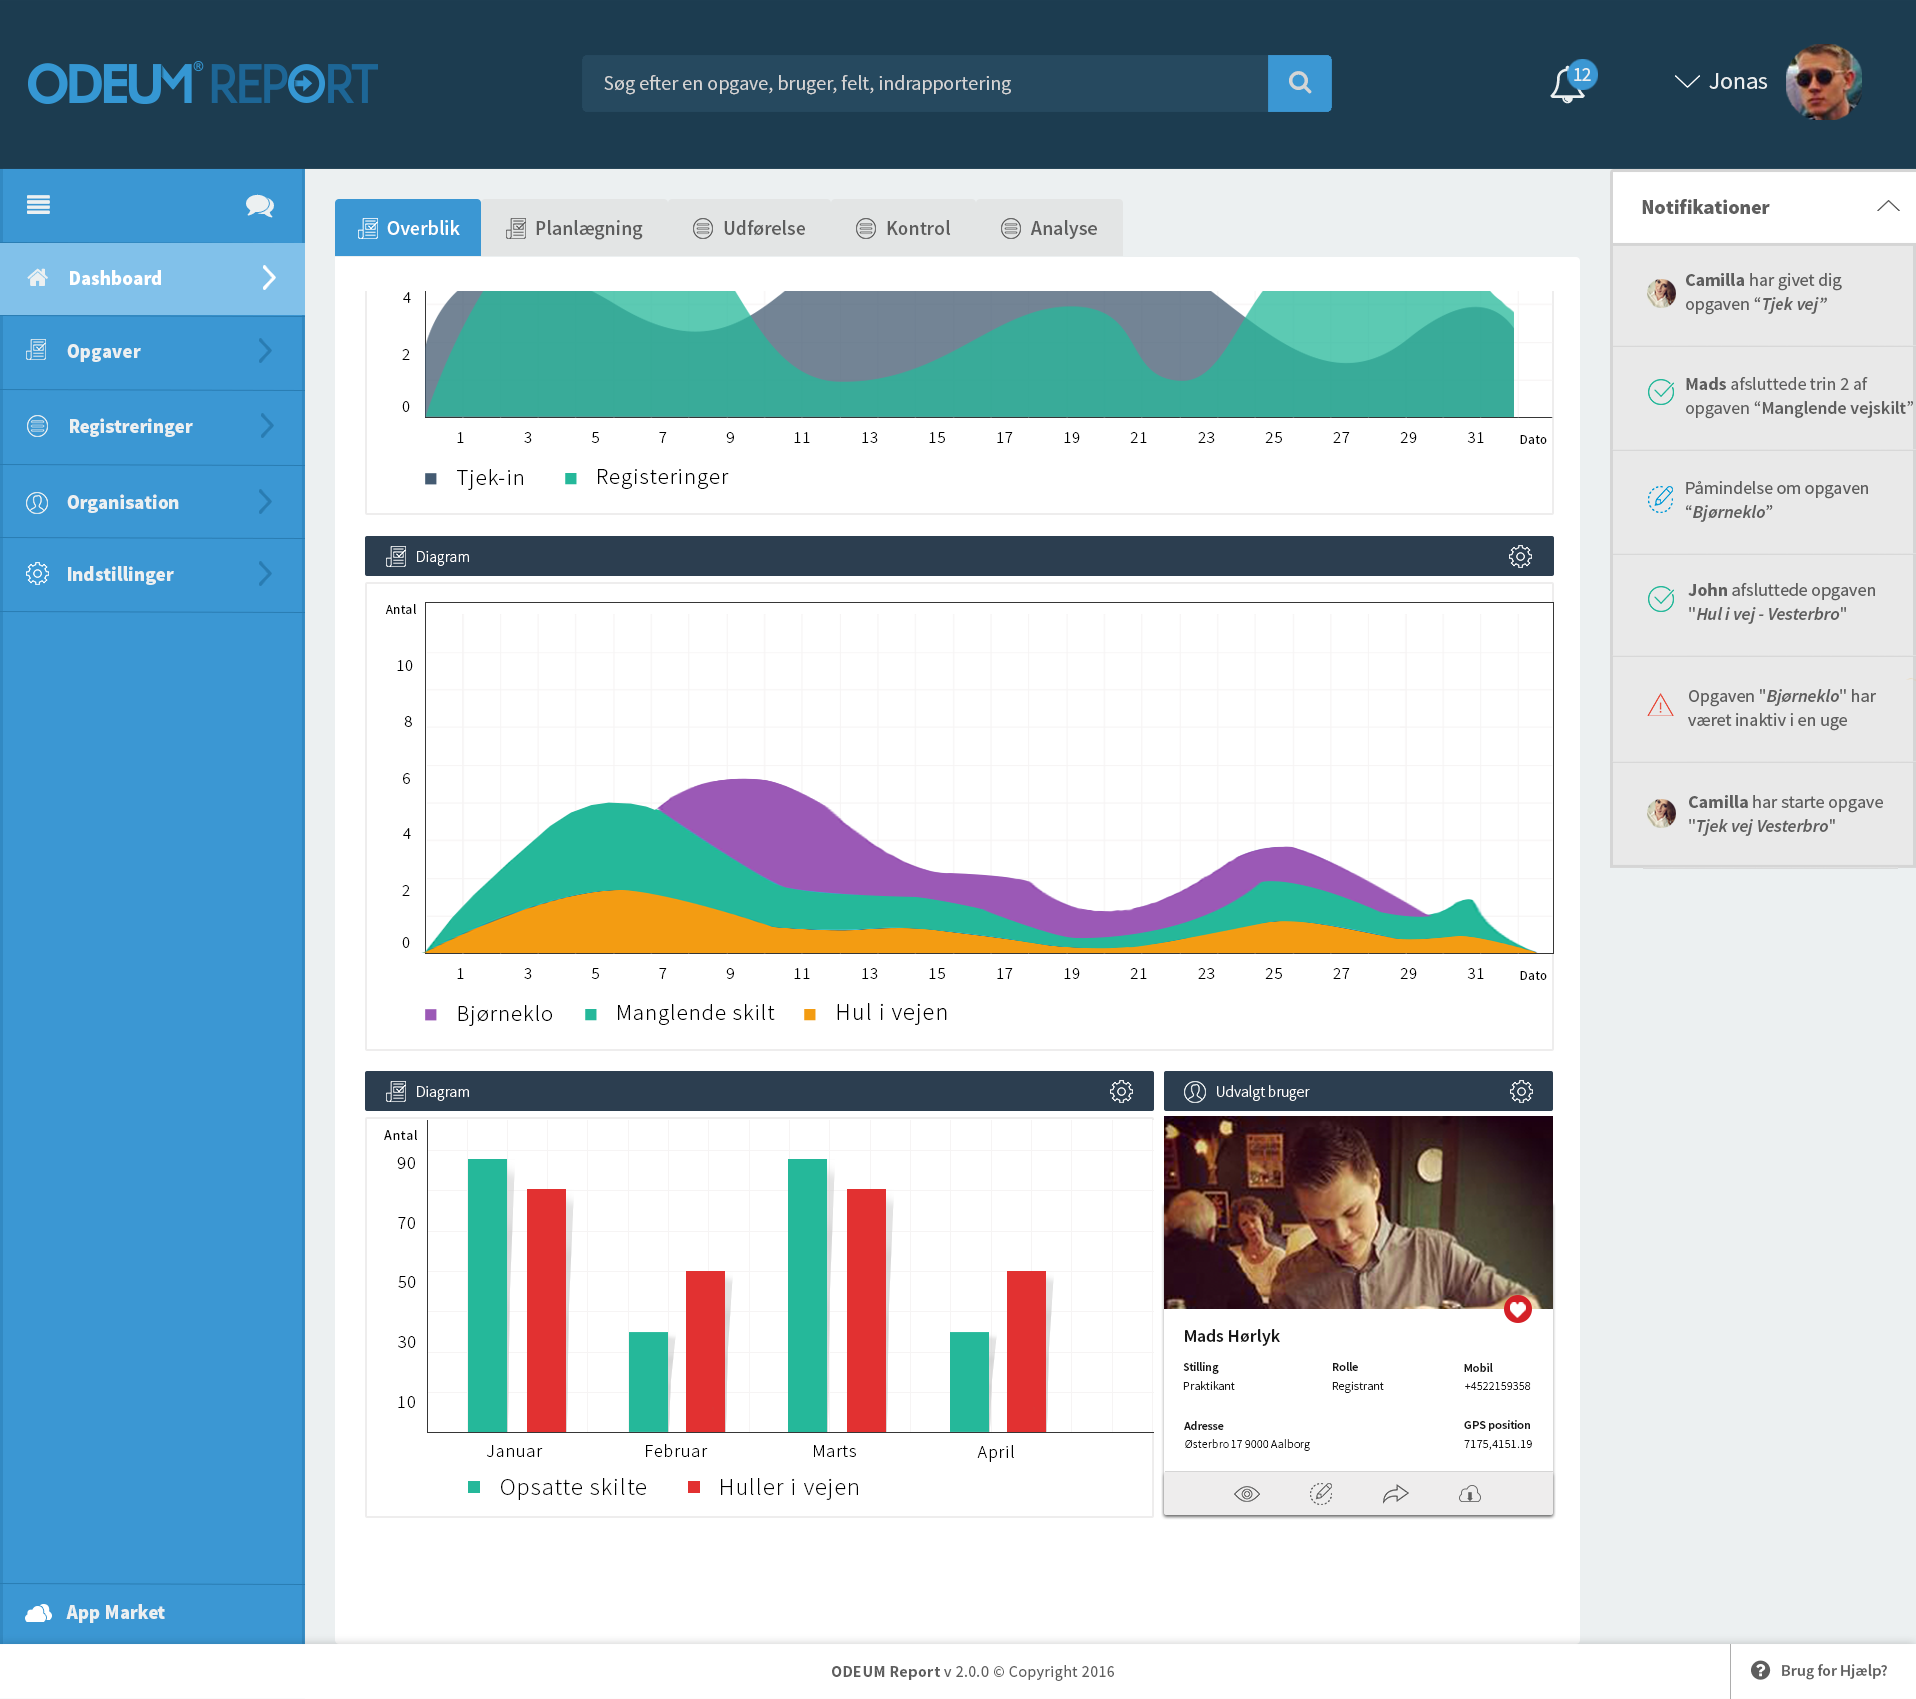 ODEUM® REPORT
Søg efter en opgave, bruger, felt, indrapportering
12
Jonas
Dashboard
Opgaver
Registreringer
Organisation
Indstillinger
App Market
Overblik
Planlægning
Udførelse
Kontrol
Analyse
4
2
0
1 3 5 7 9 11 13 15 17 19 21 23 25 27 29 31 Dato
Tjek-in
Registeringer
Diagram
Antal
10
8
6
4
2
0
1 3 5 7 9 11 13 15 17 19 21 23 25 27 29 31 Dato
Bjørneklo
Manglende skilt
Hul i vejen
Diagram
Antal
90
70
50
30
10
Januar Februar Marts April
Opsatte skilte
Huller i vejen
Udvalgt bruger
Mads Hørlyk
Stilling
Praktikant
Rolle
Registrant
Mobil
+4522159358
Adresse
Østerbro 17 9000 Aalborg
GPS position
7175,4151.19
Notifikationer
Camilla har givet dig
opgaven “Tjek vej”
Mads afsluttede trin 2 af
opgaven “Manglende vejskilt”
Påmindelse om opgaven
“Bjørneklo”
John afsluttede opgaven
"Hul i vej - Vesterbro"
Opgaven "Bjørneklo" har
været inaktiv i en uge
Camilla har starte opgave
"Tjek vej Vesterbro"
ODEUM Report v 2.0.0 © Copyright 2016
Brug for Hjælp?